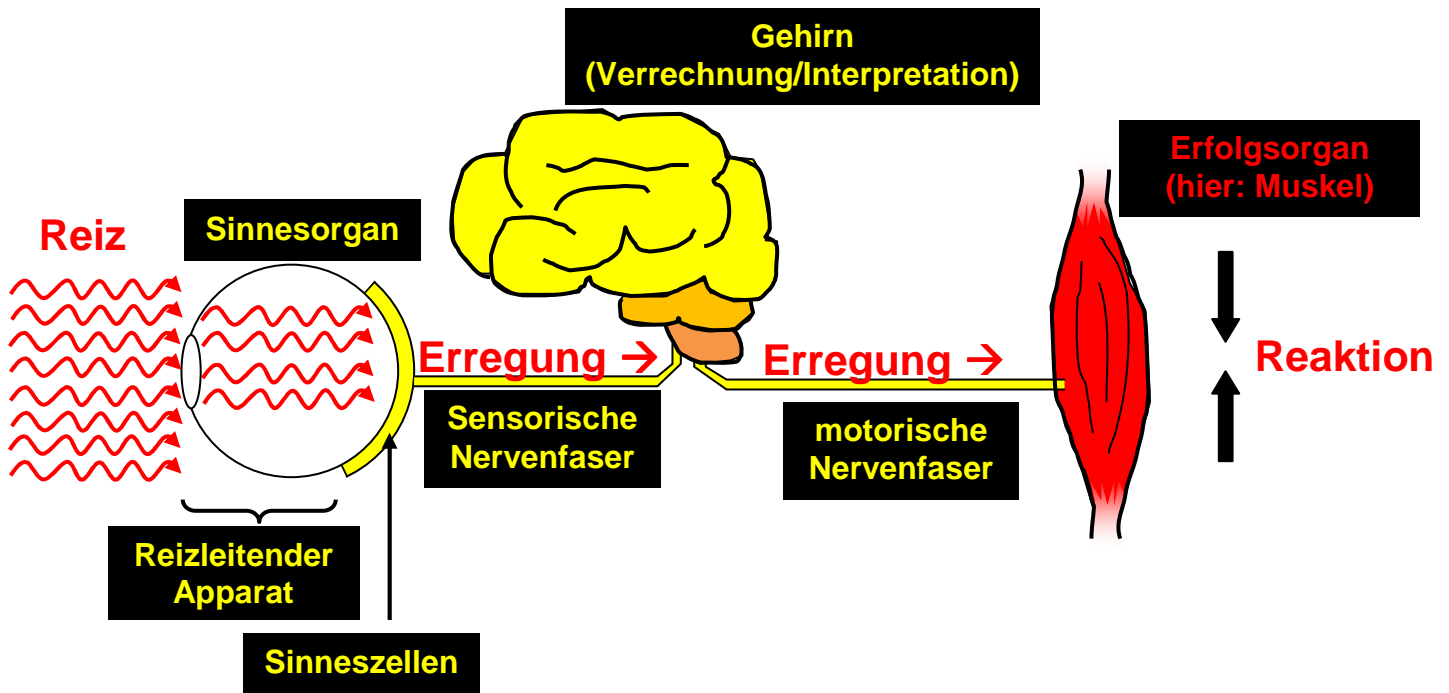 Gehirn
(Verrechnung/Interpretation)
Erfolgsorgan
(hier: Muskel)
Reiz
Sinnesorgan
Erregung →
Erregung →
Reaktion
Sensorische
Nervenfaser
motorische
Nervenfaser
Reizleitender
Apparat
Sinneszellen